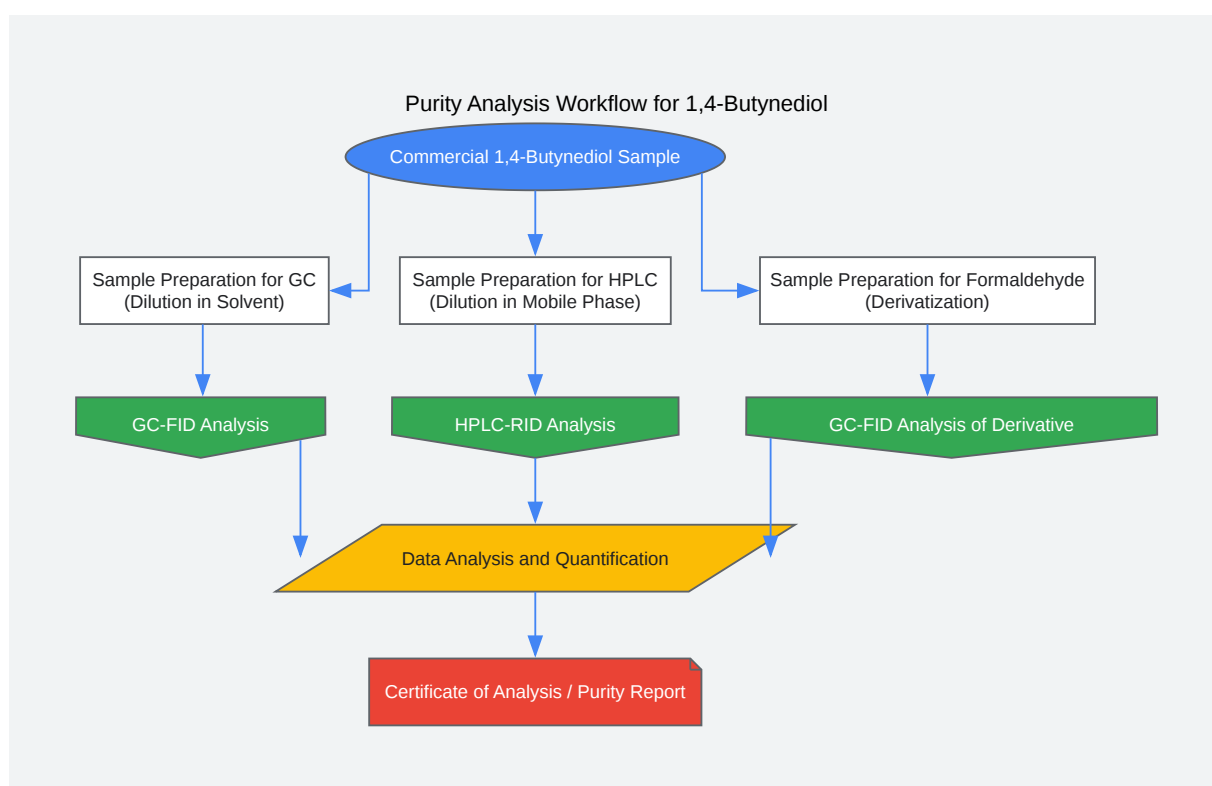 Purity Analysis Workflow for 1,4-Butynediol
Commercial 1,4-Butynediol Sample
Sample Preparation for GC
(Dilution in Solvent)
Sample Preparation for HPLC
(Dilution in Mobile Phase)
Sample Preparation for Formaldehyde
(Derivatization)
GC-FID Analysis
HPLC-RID Analysis
GC-FID Analysis of Derivative
Data Analysis and Quantification
Certificate of Analysis / Purity Report